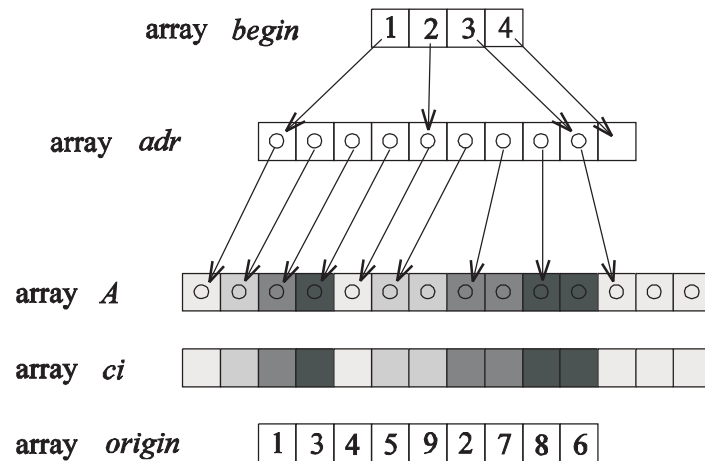 array begin 1 2 3 4
array adr
array A
array ci
array origin 1 3 4 5 9 2 7 8 6